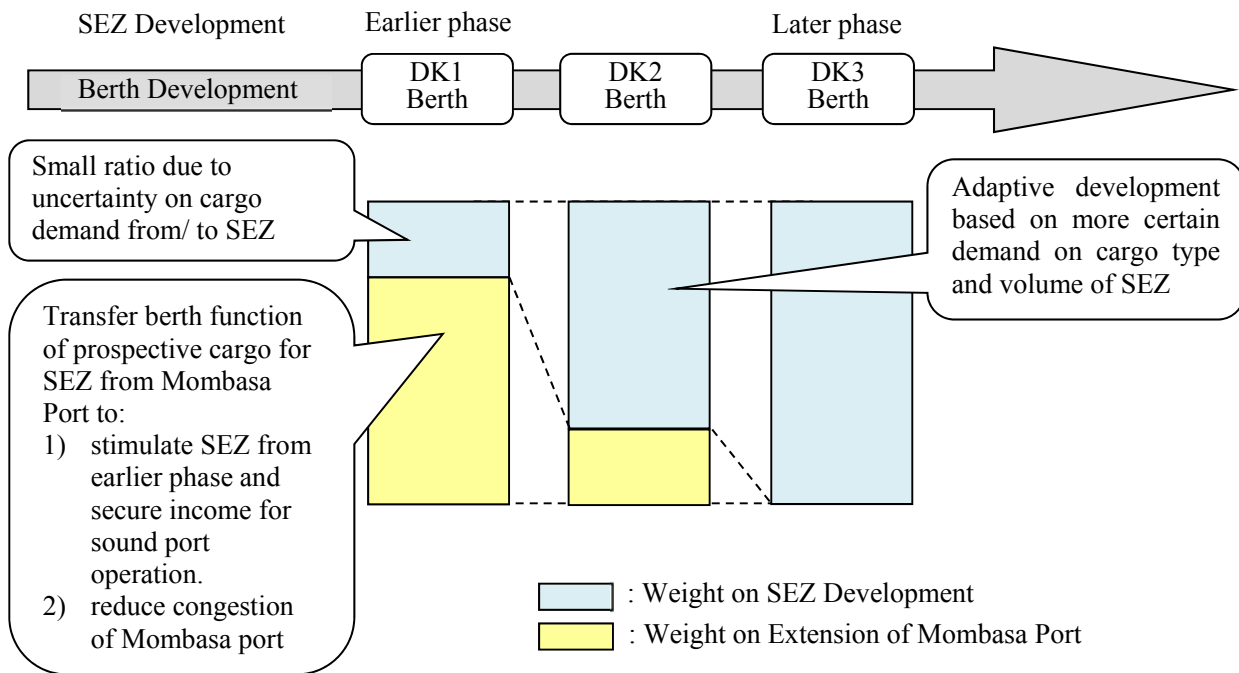 SEZ Development
Earlier phase
Later phase
Berth Development
DK1
Berth
DK2
Berth
DK3
Berth
Small ratio due to
uncertainty on cargo
demand from/ to SEZ
Adaptive development
based on more certain
demand on cargo type
and volume of SEZ
Transfer berth function
of prospective cargo for
SEZ from Mombasa
Port to:
1) stimulate SEZ from
earlier phase and
secure income for
sound port
operation.
2) reduce congestion
of Mombasa port
: Weight on SEZ Development
: Weight on Extension of Mombasa Port